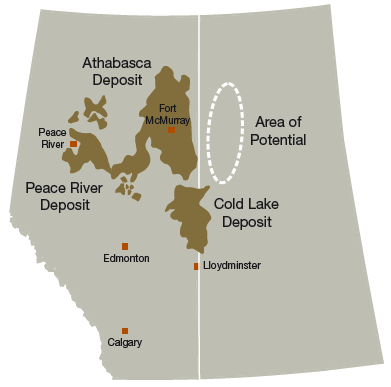 Athabasca
Deposit
Fort
McMurray
Area of
Potential
Peace
River
Peace River
Deposit
Cold Lake
Deposit
Edmonton
Lloydminster
Calgary